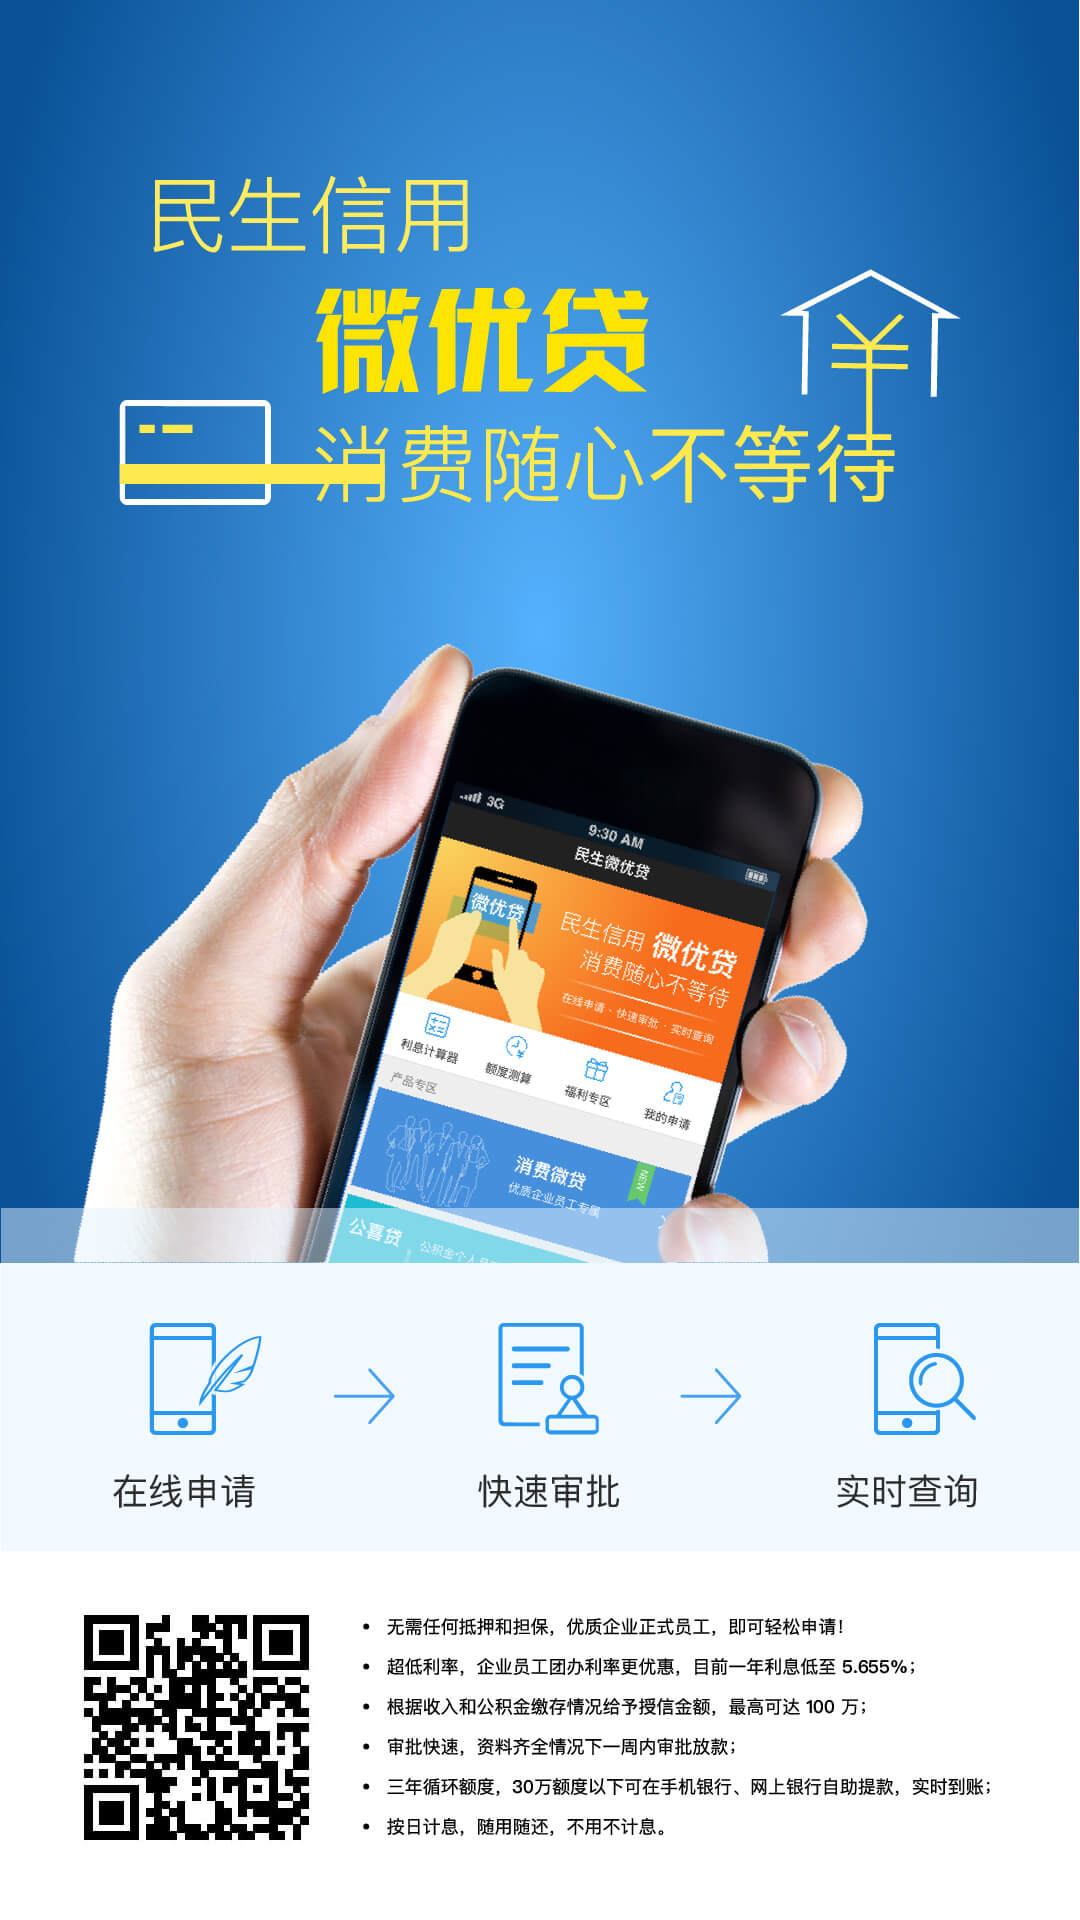 民生信用
微优贷
消费随心不等待
3G
9:30 AM
民生微优贷
微优贷
民生信用 微优贷
消费随心不等待
在线申请 · 快速审批 · 实时查询
利息计算器
额度测算
福利专区
我的申请
产品专区
消费微贷
优质企业员工专属
NEW
公喜贷
公积金个人
在线申请
快速审批
实时查询
• 无需任何抵押和担保，优质企业正式员工，即可轻松申请！
• 超低利率，企业员工团办利率更优惠，目前一年利息低至 5.655%；
• 根据收入和公积金缴存情况给予授信金额，最高可达 100 万；
• 审批快速，资料齐全情况下一周内审批放款；
• 三年循环额度，30万额度以下可在手机银行、网上银行自助提款，实时到账；
• 按日计息，随用随还，不用不计息。